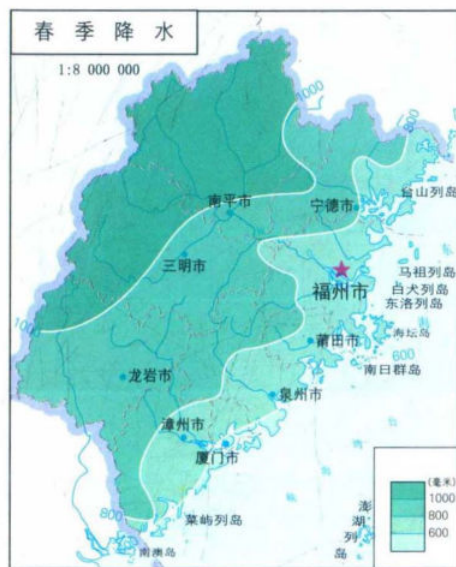 春季降水
1:8 000 000
1000
800
台山列岛
宁德市
南平市
三明市
马祖列岛
白犬列岛
福州市
东洛列岛
海坛岛
莆田市
600
南日群岛
1000
龙岩市
泉州市
漳州市
厦门市
800
菜屿列岛
南澳岛
澎湖列岛
(毫米)
1000
800
600